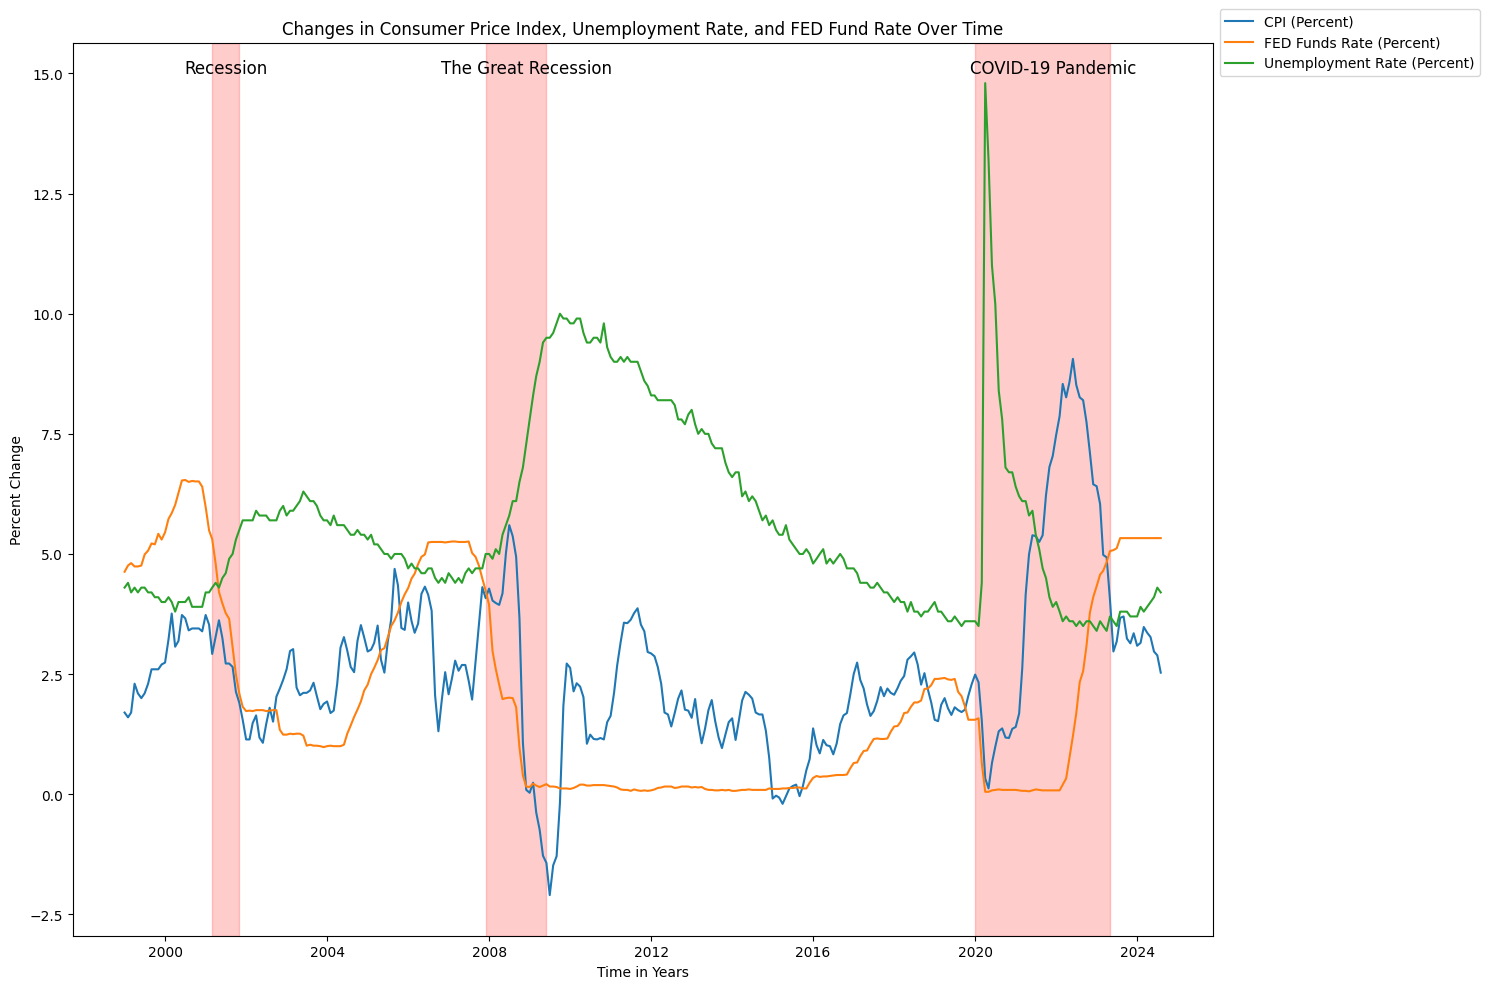 Changes in Consumer Price Index, Unemployment Rate, and FED Fund Rate Over Time
CPI (Percent)
FED Funds Rate (Percent)
Unemployment Rate (Percent)
Recession
The Great Recession
COVID-19 Pandemic
Percent Change
15.0
12.5
10.0
7.5
5.0
2.5
0.0
−2.5
2000
2004
2008
2012
2016
2020
2024
Time in Years